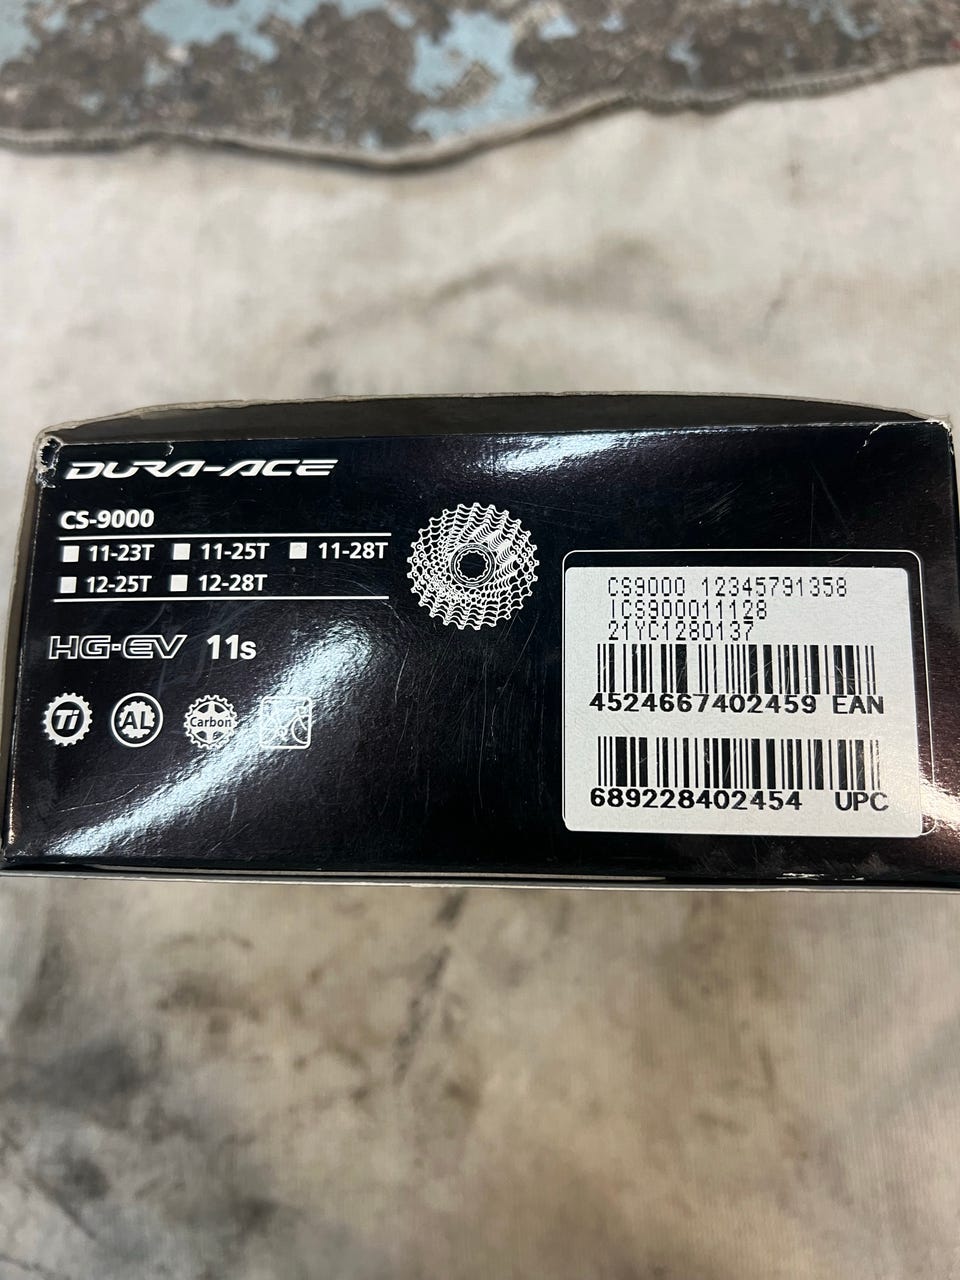 DURA-ACE
CS-9000
11-23T 11-25T 11-28T
12-25T 12-28T
HG-EV 11s
Ti AL Carbon
CS9000 12345791358
ICS900011128
21YC1280137
4524667402459 EAN
689228402454 UPC